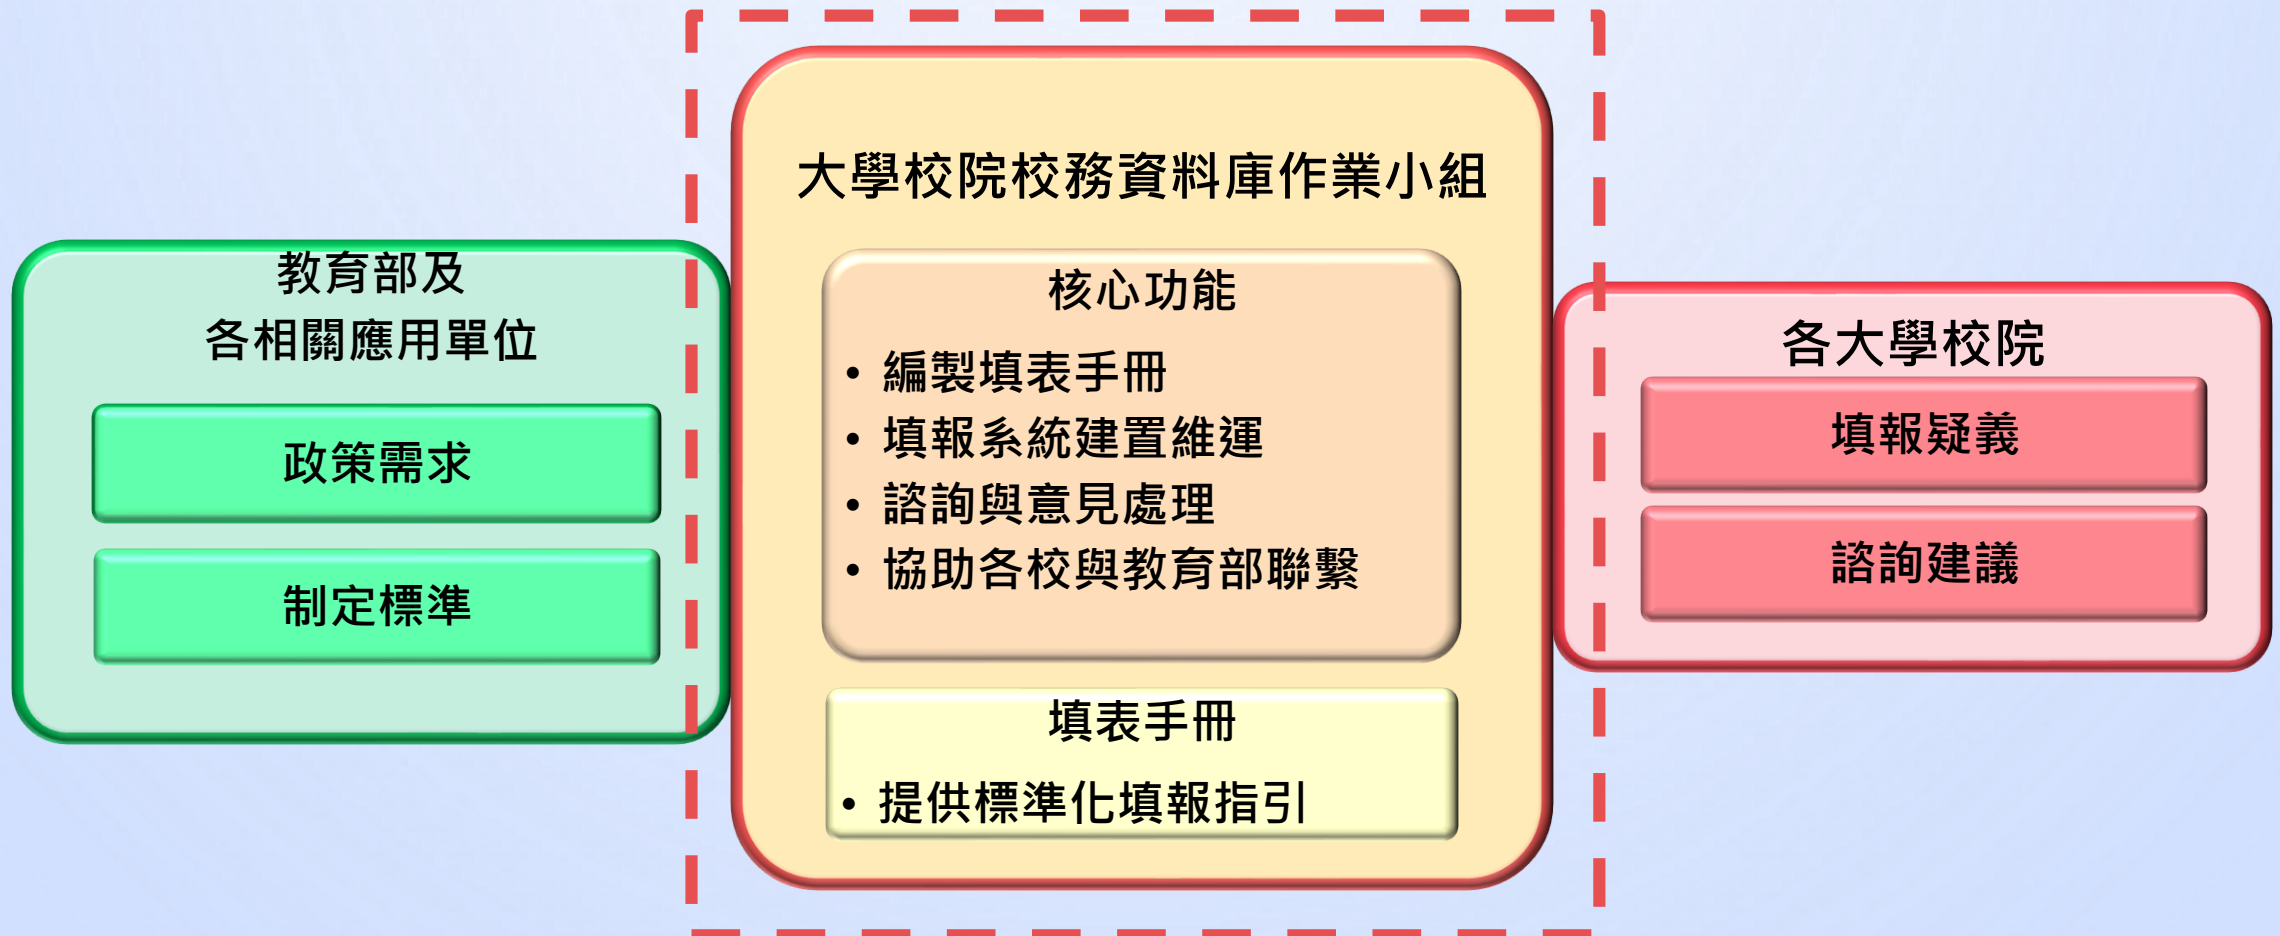 教育部及
各相關應用單位
政策需求
制定標準
大學校院校務資料庫作業小組
核心功能
• 編製填表手冊
• 填報系統建置維運
• 諮詢與意見處理
• 協助各校與教育部聯繫
填表手冊
• 提供標準化填報指引
各大學校院
填報疑義
諮詢建議